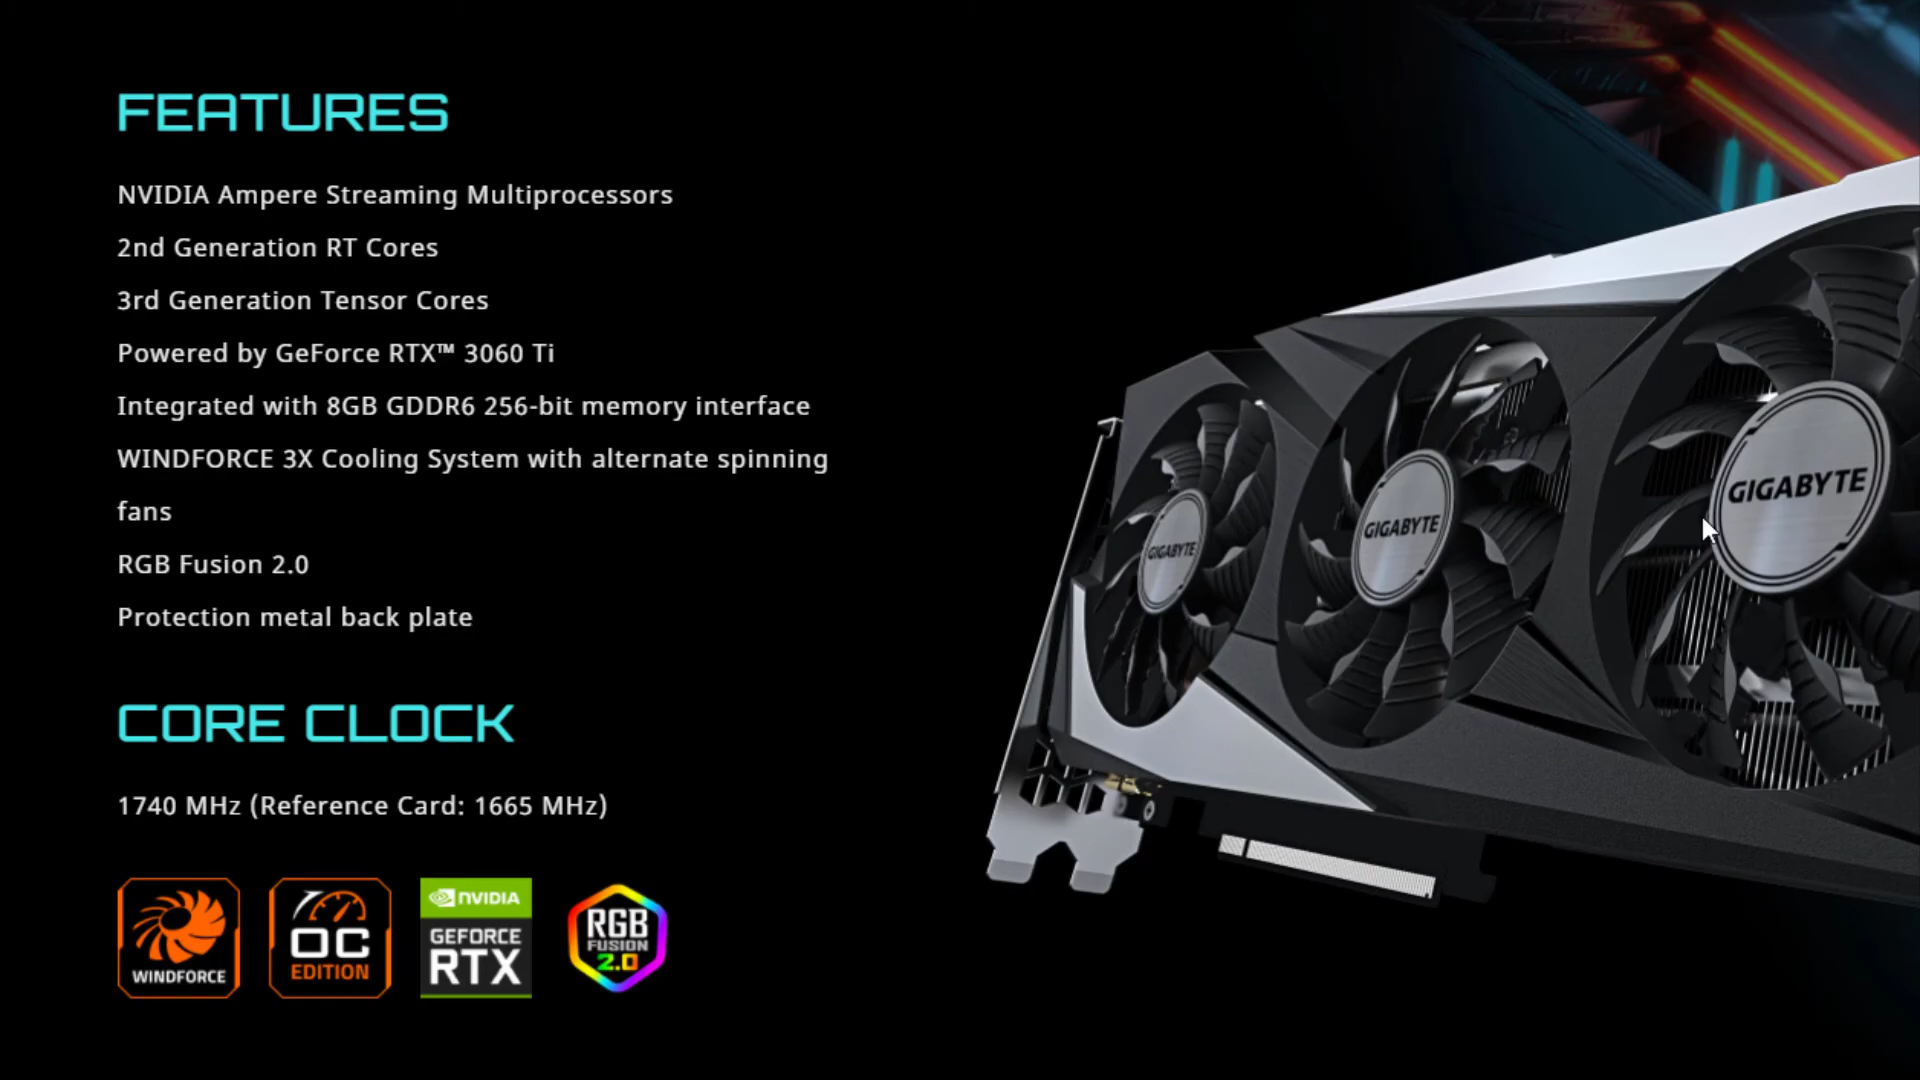 FEATURES
NVIDIA Ampere Streaming Multiprocessors
2nd Generation RT Cores
3rd Generation Tensor Cores
Powered by GeForce RTX™ 3060 Ti
Integrated with 8GB GDDR6 256-bit memory interface
WINDFORCE 3X Cooling System with alternate spinning
fans
RGB Fusion 2.0
Protection metal back plate
CORE CLOCK
1740 MHz (Reference Card: 1665 MHz)
WINDFORCE
OC
EDITION
NVIDIA
GEFORCE
RTX
RGB
FUSION
2.0
GIGABYTE
GIGABYTE
GIGABYTE